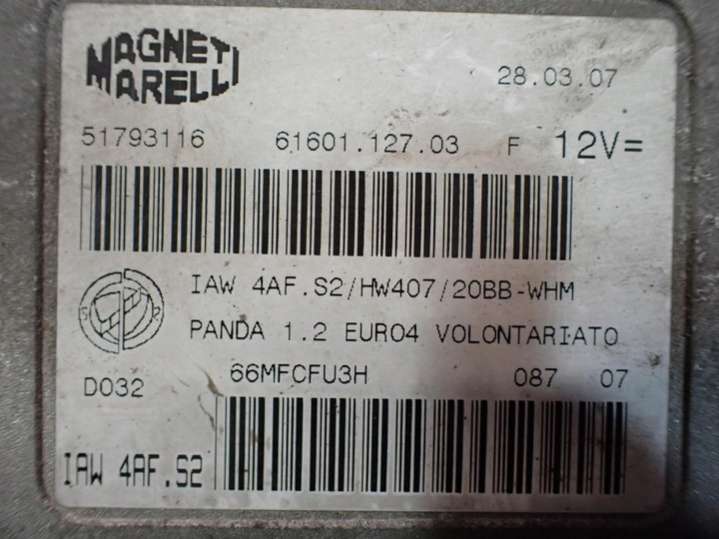 MAGNETI
MARELLI
28.03.07
51793116 61601.127.03 F 12V=
IAW 4AF.S2/HW407/20BB-WHM
PANDA 1.2 EURO4 VOLONTARIATO
66MFCFU3H 087 07
D032
IAW 4AF.S2